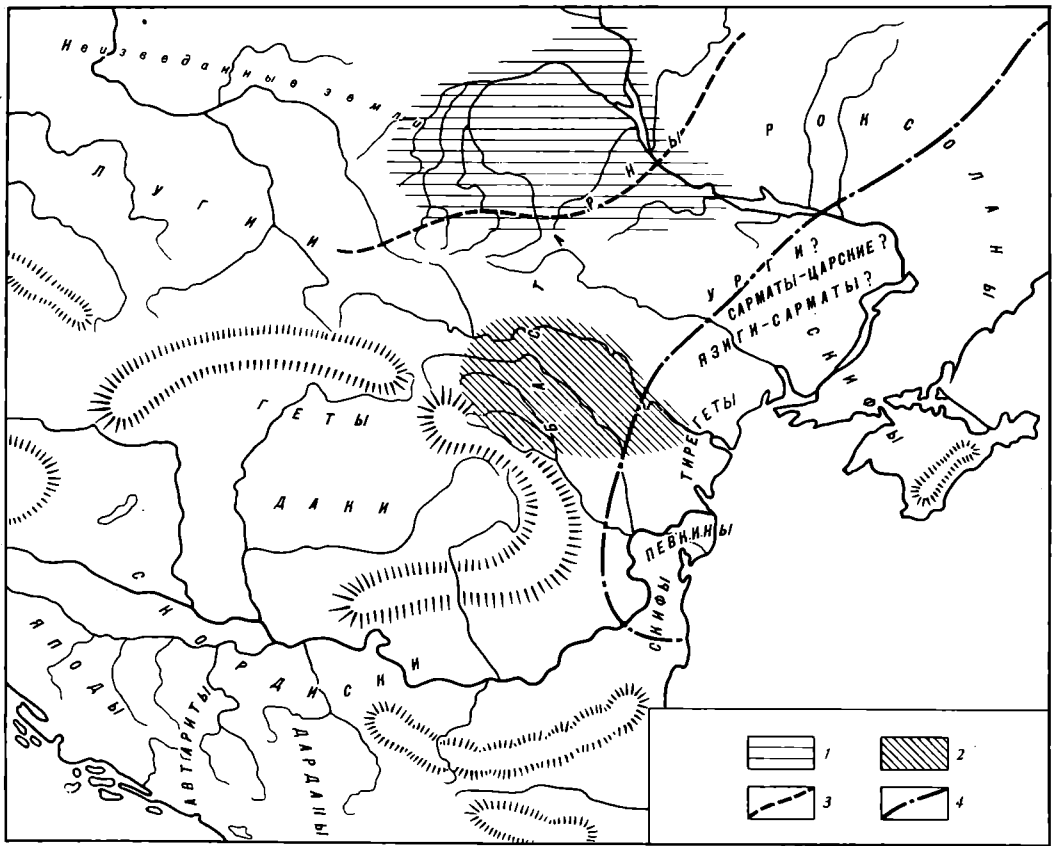 Неизведанные земли
ЛУГИИ
РОКСОЛАНЫ
БАСТАРНЫ
УРГИ?
САРМАТЫ-ЦАРСКИЕ?
ЯЗИГИ-САРМАТЫ?
СКИФЫ
ГЕТЫ
ТИРЕГЕТЫ
ДАКИ
ПЕВКИНЫ
СКИФЫ
СКОРДИСКИ
ЯПОДЫ
АВТАРИТЫ
ДАРДАНЫ
1
2
3
4